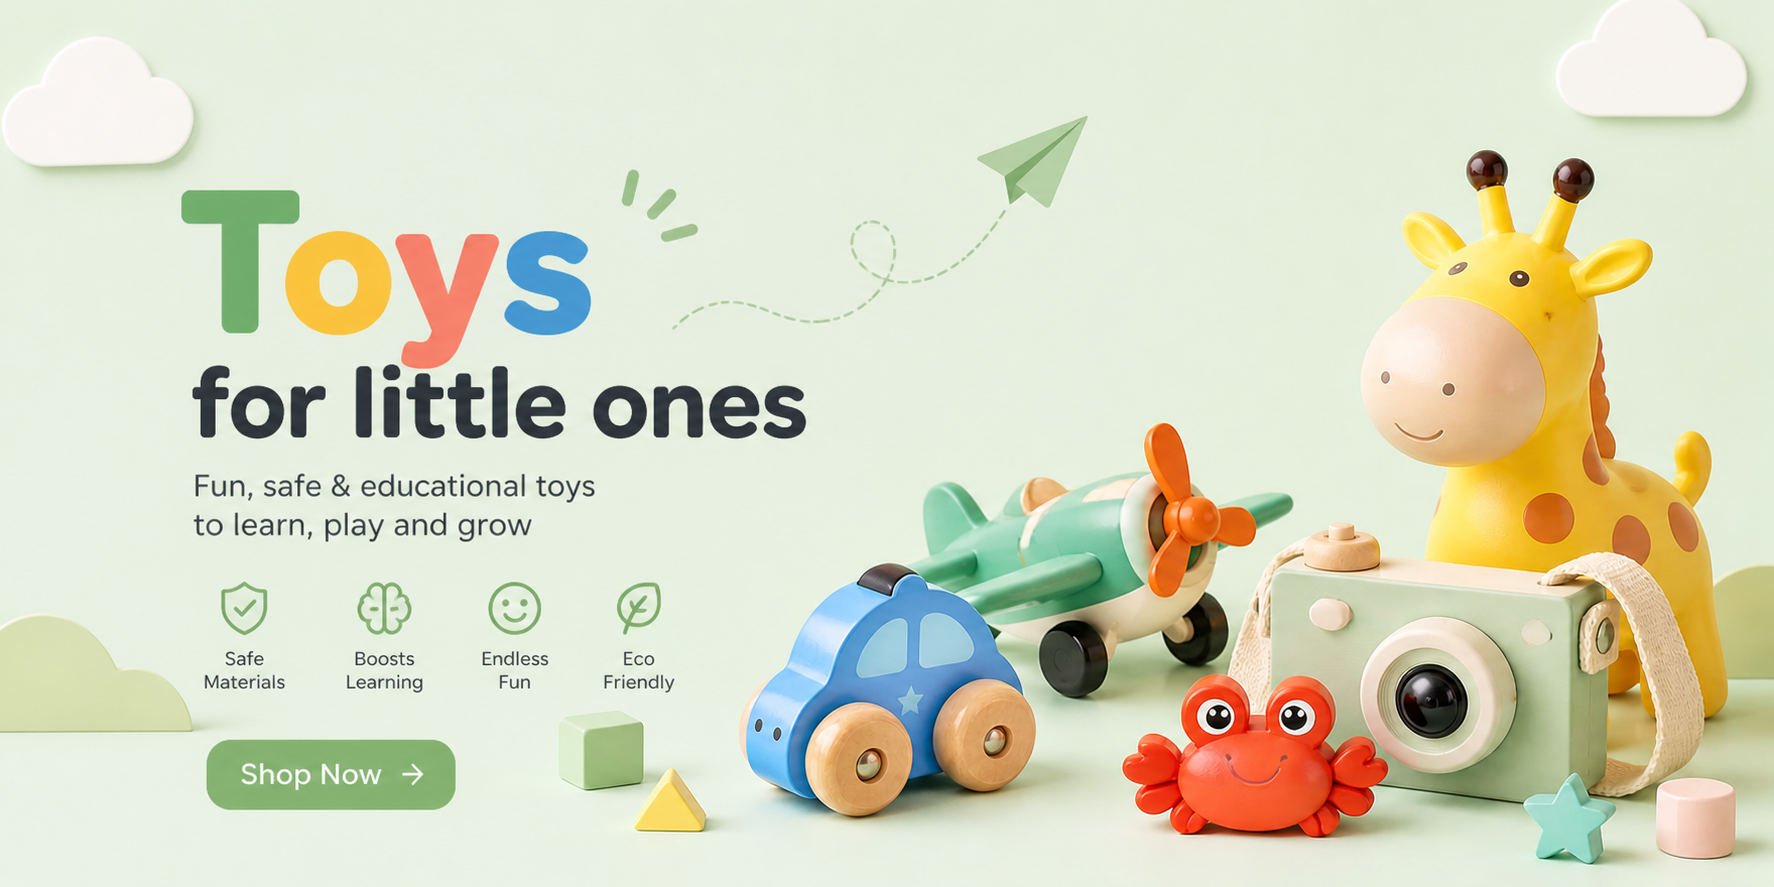 Toys
for little ones
Fun, safe & educational toys
to learn, play and grow
Safe
Materials
Boosts
Learning
Endless
Fun
Eco
Friendly
Shop Now →